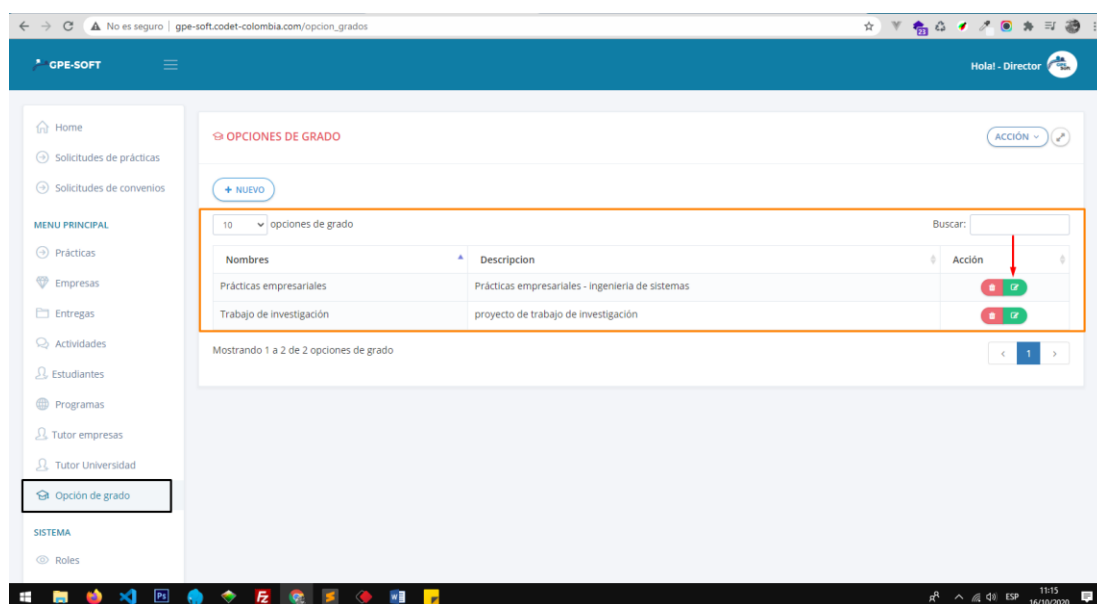 No es seguro | gpe-soft.codet-colombia.com/opcion_grados
23
GPE-SOFT
Hola! - Director
Home
Solicitudes de prácticas
Solicitudes de convenios
MENU PRINCIPAL
Prácticas
Empresas
Entregas
Actividades
Estudiantes
Programas
Tutor empresas
Tutor Universidad
Opción de grado
SISTEMA
Roles
OPCIONES DE GRADO
ACCIÓN
+ NUEVO
10 opciones de grado
Buscar:
Nombres Descripcion Acción
Prácticas empresariales Prácticas empresariales - ingenieria de sistemas
Trabajo de investigación proyecto de trabajo de investigación
Mostrando 1 a 2 de 2 opciones de grado
< 1 >
Ps
Fz
ESP
11:15
16/10/2020